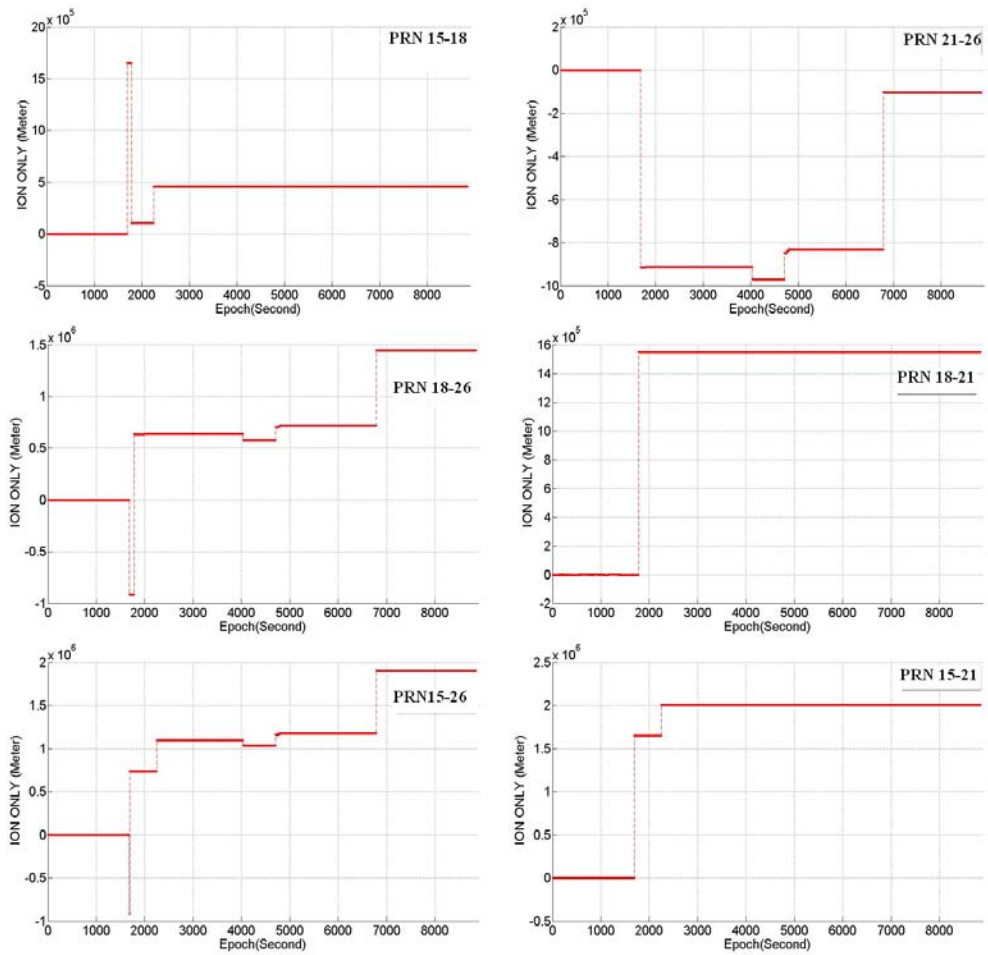 x 10^5
PRN 15-18
20
15
10
5
0
-5
ION ONLY (Meter)
0 1000 2000 3000 4000 5000 6000 7000 8000
Epoch(Second)
x 10^5
PRN 21-26
2
0
-2
-4
-6
-8
-10
ION ONLY (Meter)
0 1000 2000 3000 4000 5000 6000 7000 8000
Epoch(Second)
x 10^6
PRN 18-26
1.5
1
0.5
0
-0.5
-1
ION ONLY (Meter)
0 1000 2000 3000 4000 5000 6000 7000 8000
Epoch(Second)
x 10^5
PRN 18-21
16
14
12
10
8
6
4
2
0
-2
ION ONLY (Meter)
0 1000 2000 3000 4000 5000 6000 7000 8000
Epoch(Second)
x 10^6
PRN15-26
2
1.5
1
0.5
0
-0.5
-1
ION ONLY (Meter)
0 1000 2000 3000 4000 5000 6000 7000 8000
Epoch(Second)
x 10^6
PRN 15-21
2.5
2
1.5
1
0.5
0
-0.5
ION ONLY (Meter)
0 1000 2000 3000 4000 5000 6000 7000 8000
Epoch(Second)